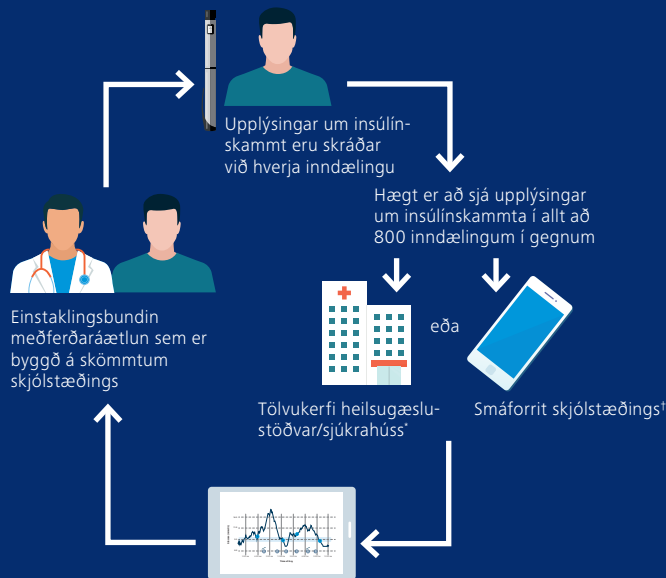 Upplýsingar um insúlín-
skammt eru skráðar
við hverja inndælingu
Hægt er að sjá upplýsingar
um insúlínskammta í allt að
800 inndælingum í gegnum
eða
Einstaklingsbundin
meðferðaráætlun sem er
byggð á skömmtum
skjólstæðings
Tölvukerfi heilsugæslu-
stöðvar/sjúkrahúss*
Smáforrit skjólstæðings†